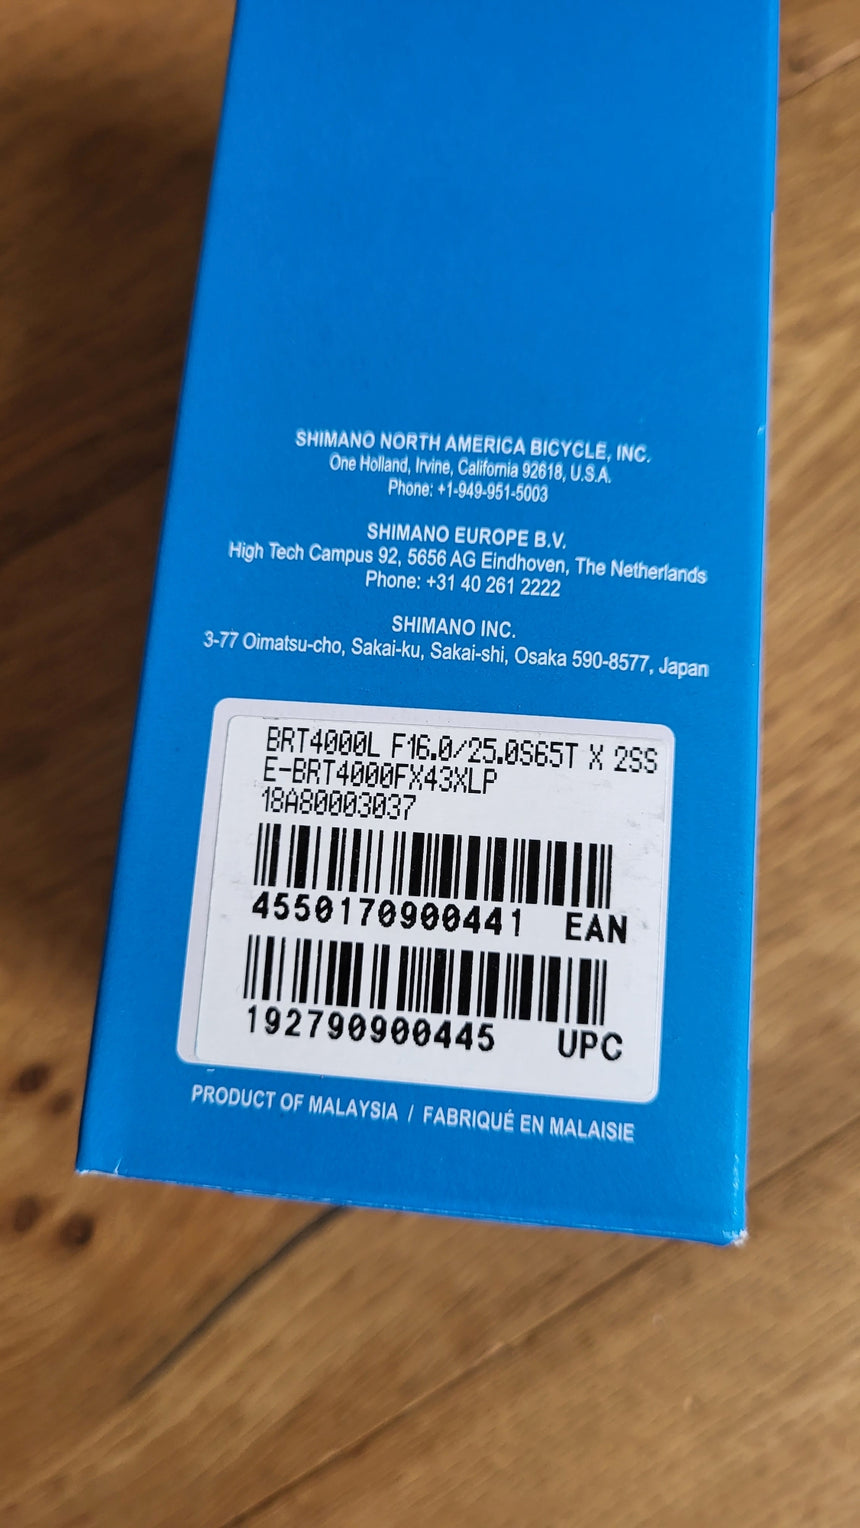 SHIMANO NORTH AMERICA BICYCLE, INC.
One Holland, Irvine, California 92618, U.S.A.
Phone: +1-949-951-5003
SHIMANO EUROPE B.V.
High Tech Campus 92, 5656 AG Eindhoven, The Netherlands
Phone: +31 40 261 2222
SHIMANO INC.
3-77 Oimatsu-cho, Sakai-ku, Sakai-shi, Osaka 590-8577, Japan
BRT4000L F16.0/25.0S65T X 2SS
E-BRT4000FX43XLP
18A80003037
4550170900441 EAN
192790900445 UPC
PRODUCT OF MALAYSIA / FABRIQUÉ EN MALAISIE